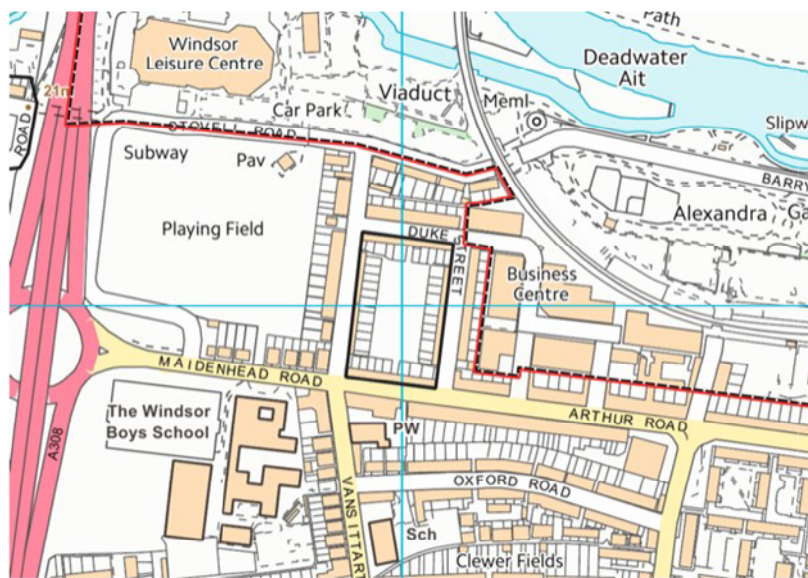 Path
Windsor
Leisure Centre
Deadwater
Ait
21m
Viaduct
Car Park
Meml
ROAD
STOVELL ROAD
Slipw
Subway
Pav
BARRY
Playing Field
Alexandra
Ga
DUKE
STREET
Business
Centre
MAIDENHEAD ROAD
The Windsor
Boys School
ARTHUR ROAD
PW
A308
OXFORD ROAD
VANSITTART
Sch
Clewer Fields